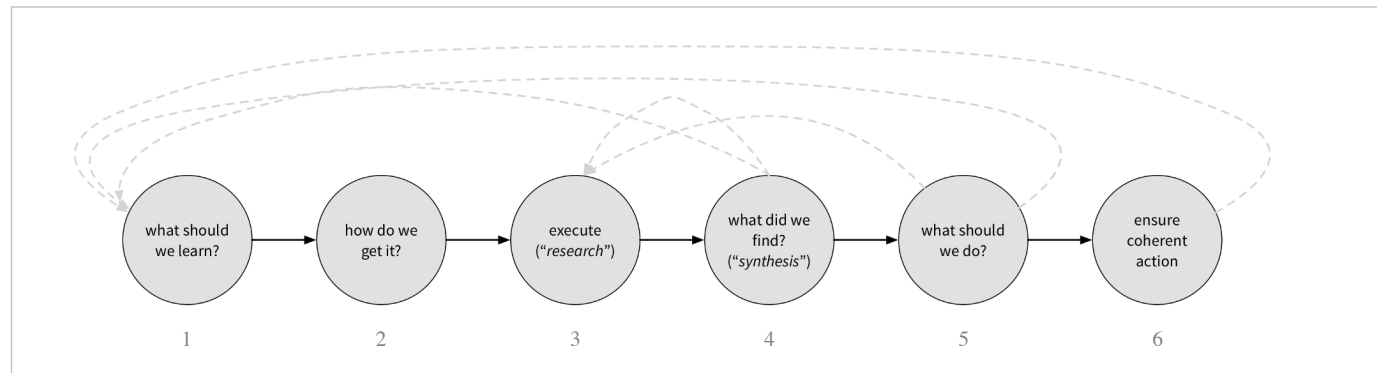 what should
we learn?
how do we
get it?
execute
(“research”)
what did we
find?
(“synthesis”)
what should
we do?
ensure
coherent
action
1
2
3
4
5
6